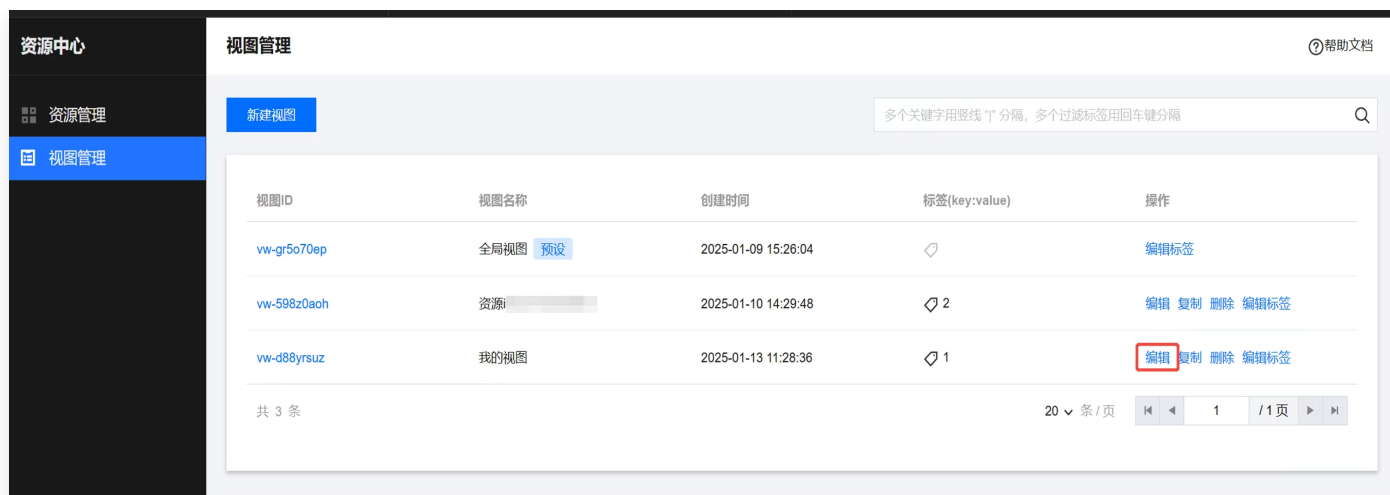 资源中心
视图管理
帮助文档
资源管理
视图管理
新建视图
多个关键字用竖线 "|" 分隔，多个过滤标签用回车键分隔
视图ID 视图名称 创建时间 标签(key:value) 操作
vw-gr5o70ep 全局视图 预设 2025-01-09 15:26:04 编辑标签
vw-598z0aoh 资源i 2025-01-10 14:29:48 2 编辑 复制 删除 编辑标签
vw-d88yrsuz 我的视图 2025-01-13 11:28:36 1 编辑 复制 删除 编辑标签
共 3 条 20 条 / 页 1 / 1 页